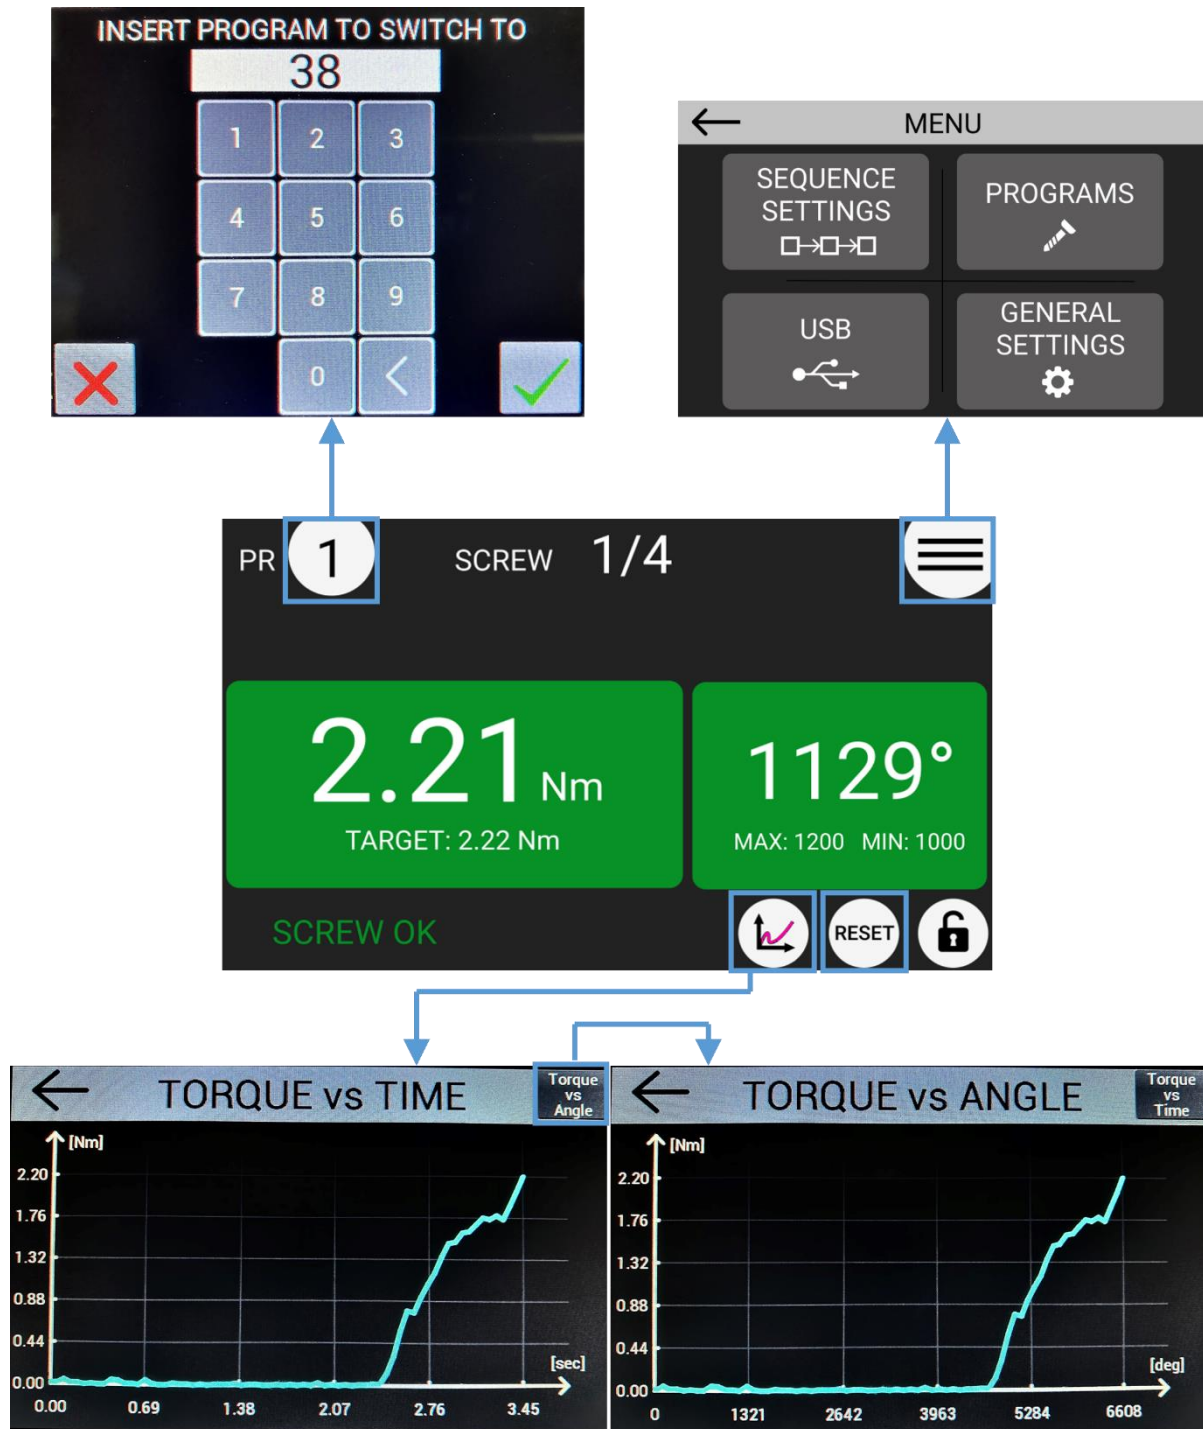 INSERT PROGRAM TO SWITCH TO
38
1 2 3
4 5 6
7 8 9
0 <
MENU
SEQUENCE
SETTINGS
PROGRAMS
USB
GENERAL
SETTINGS
PR 1 SCREW 1/4
2.21 Nm
TARGET: 2.22 Nm
1129°
MAX: 1200 MIN: 1000
SCREW OK
RESET
TORQUE vs TIME
Torque
vs
Angle
[Nm]
2.20
1.76
1.32
0.88
0.44
0.00
[sec]
0.00 0.69 1.38 2.07 2.76 3.45
TORQUE vs ANGLE
Torque
vs
Time
[Nm]
2.20
1.76
1.32
0.88
0.44
0.00
[deg]
0 1321 2642 3963 5284 6608